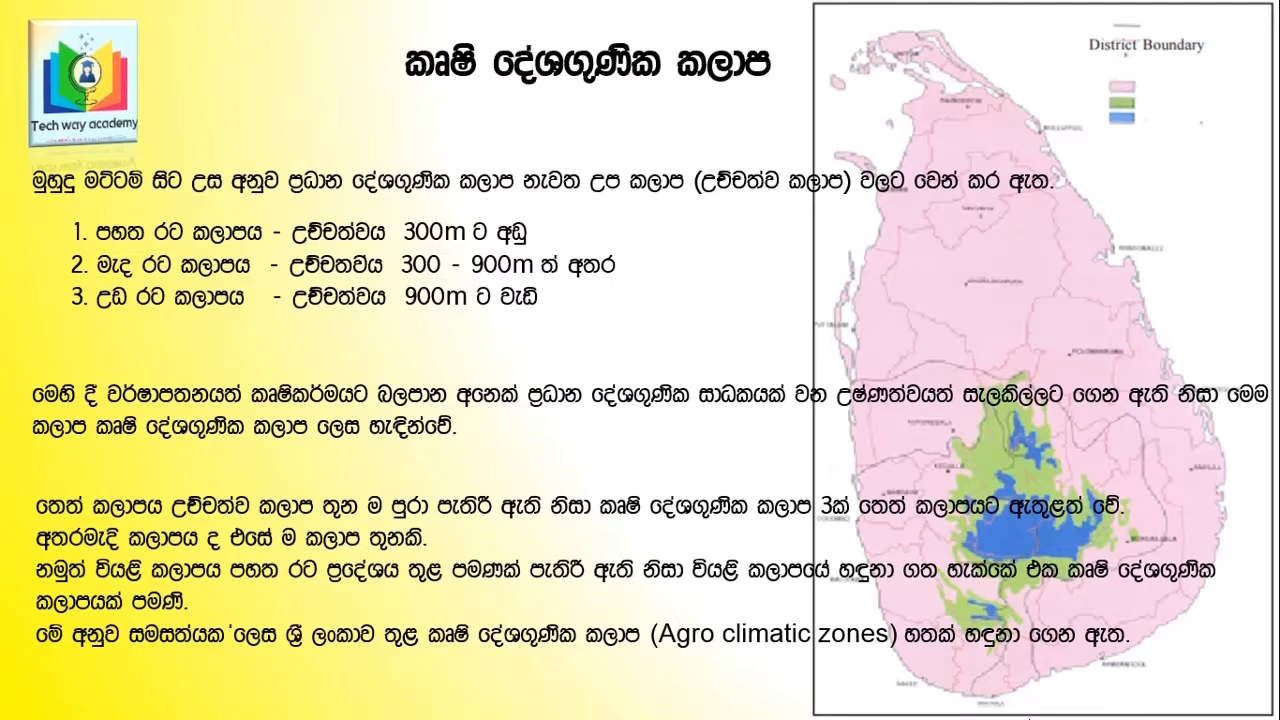 කෘෂි දේශගුණික කලාප
District Boundary
Tech way academy
මුහුදු මට්ටම් සිට උස අනුව ප්‍රධාන දේශගුණික කලාප නැවත උප කලාප (උච්චත්ව කලාප) වලට වෙන් කර ඇත.
1. පහත රට කලාපය - උච්චත්වය 300m ට අඩු
2. මැද රට කලාපය - උච්චතවය 300 - 900m ත් අතර
3. උඩ රට කලාපය - උච්චත්වය 900m ට වැඩි
මෙහි දී වර්ෂාපතනයත් කෘෂිකර්මයට බලපාන අනෙක් ප්‍රධාන දේශගුණික සාධකයක් වන උෂ්ණත්වයත් සැලකිල්ලට ගෙන ඇති නිසා මෙම
කලාප කෘෂි දේශගුණික කලාප ලෙස හැඳින්වේ.
තෙත් කලාපය උච්චත්ව කලාප තුන ම පුරා පැතිරී ඇති නිසා කෘෂි දේශගුණික කලාප 3ක් තෙත් කලාපයට ඇතුළත් වේ.
අතරමැදි කලාපය ද එසේ ම කලාප තුනකි.
නමුත් වියළි කලාපය පහත රට ප්‍රදේශය තුළ පමණක් පැතිරී ඇති නිසා වියළි කලාපයේ හඳුනා ගත හැක්කේ එක කෘෂි දේශගුණික
කලාපයක් පමණි.
මේ අනුව සමසත්යක ්ලෙස ශ්‍රී ලංකාව තුළ කෘෂි දේශගුණික කලාප (Agro climatic zones) හතක් හඳුනා ගෙන ඇත.